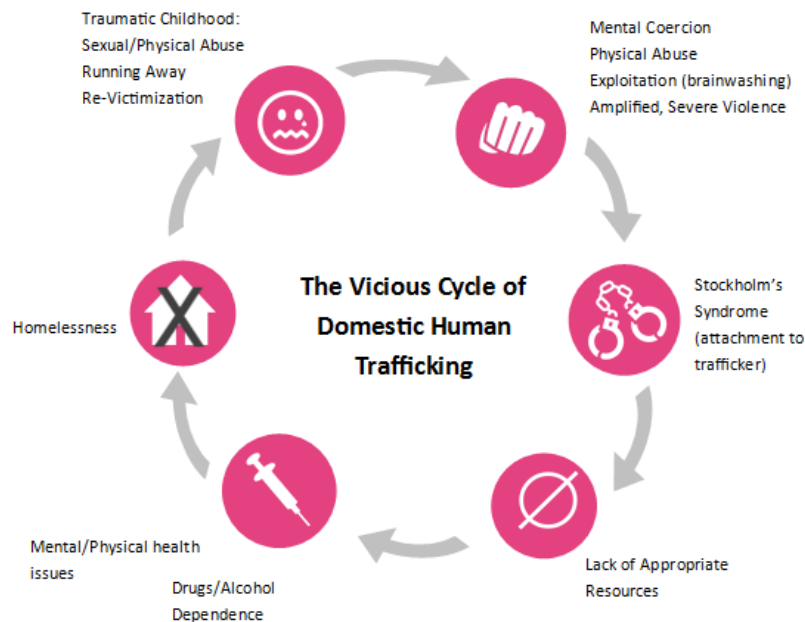 Traumatic Childhood:
Sexual/Physical Abuse
Running Away
Re-Victimization
Mental Coercion
Physical Abuse
Exploitation (brainwashing)
Amplified, Severe Violence
Stockholm's
Syndrome
(attachment to
trafficker)
Lack of Appropriate
Resources
Drugs/Alcohol
Dependence
Mental/Physical health
issues
Homelessness
The Vicious Cycle of
Domestic Human
Trafficking